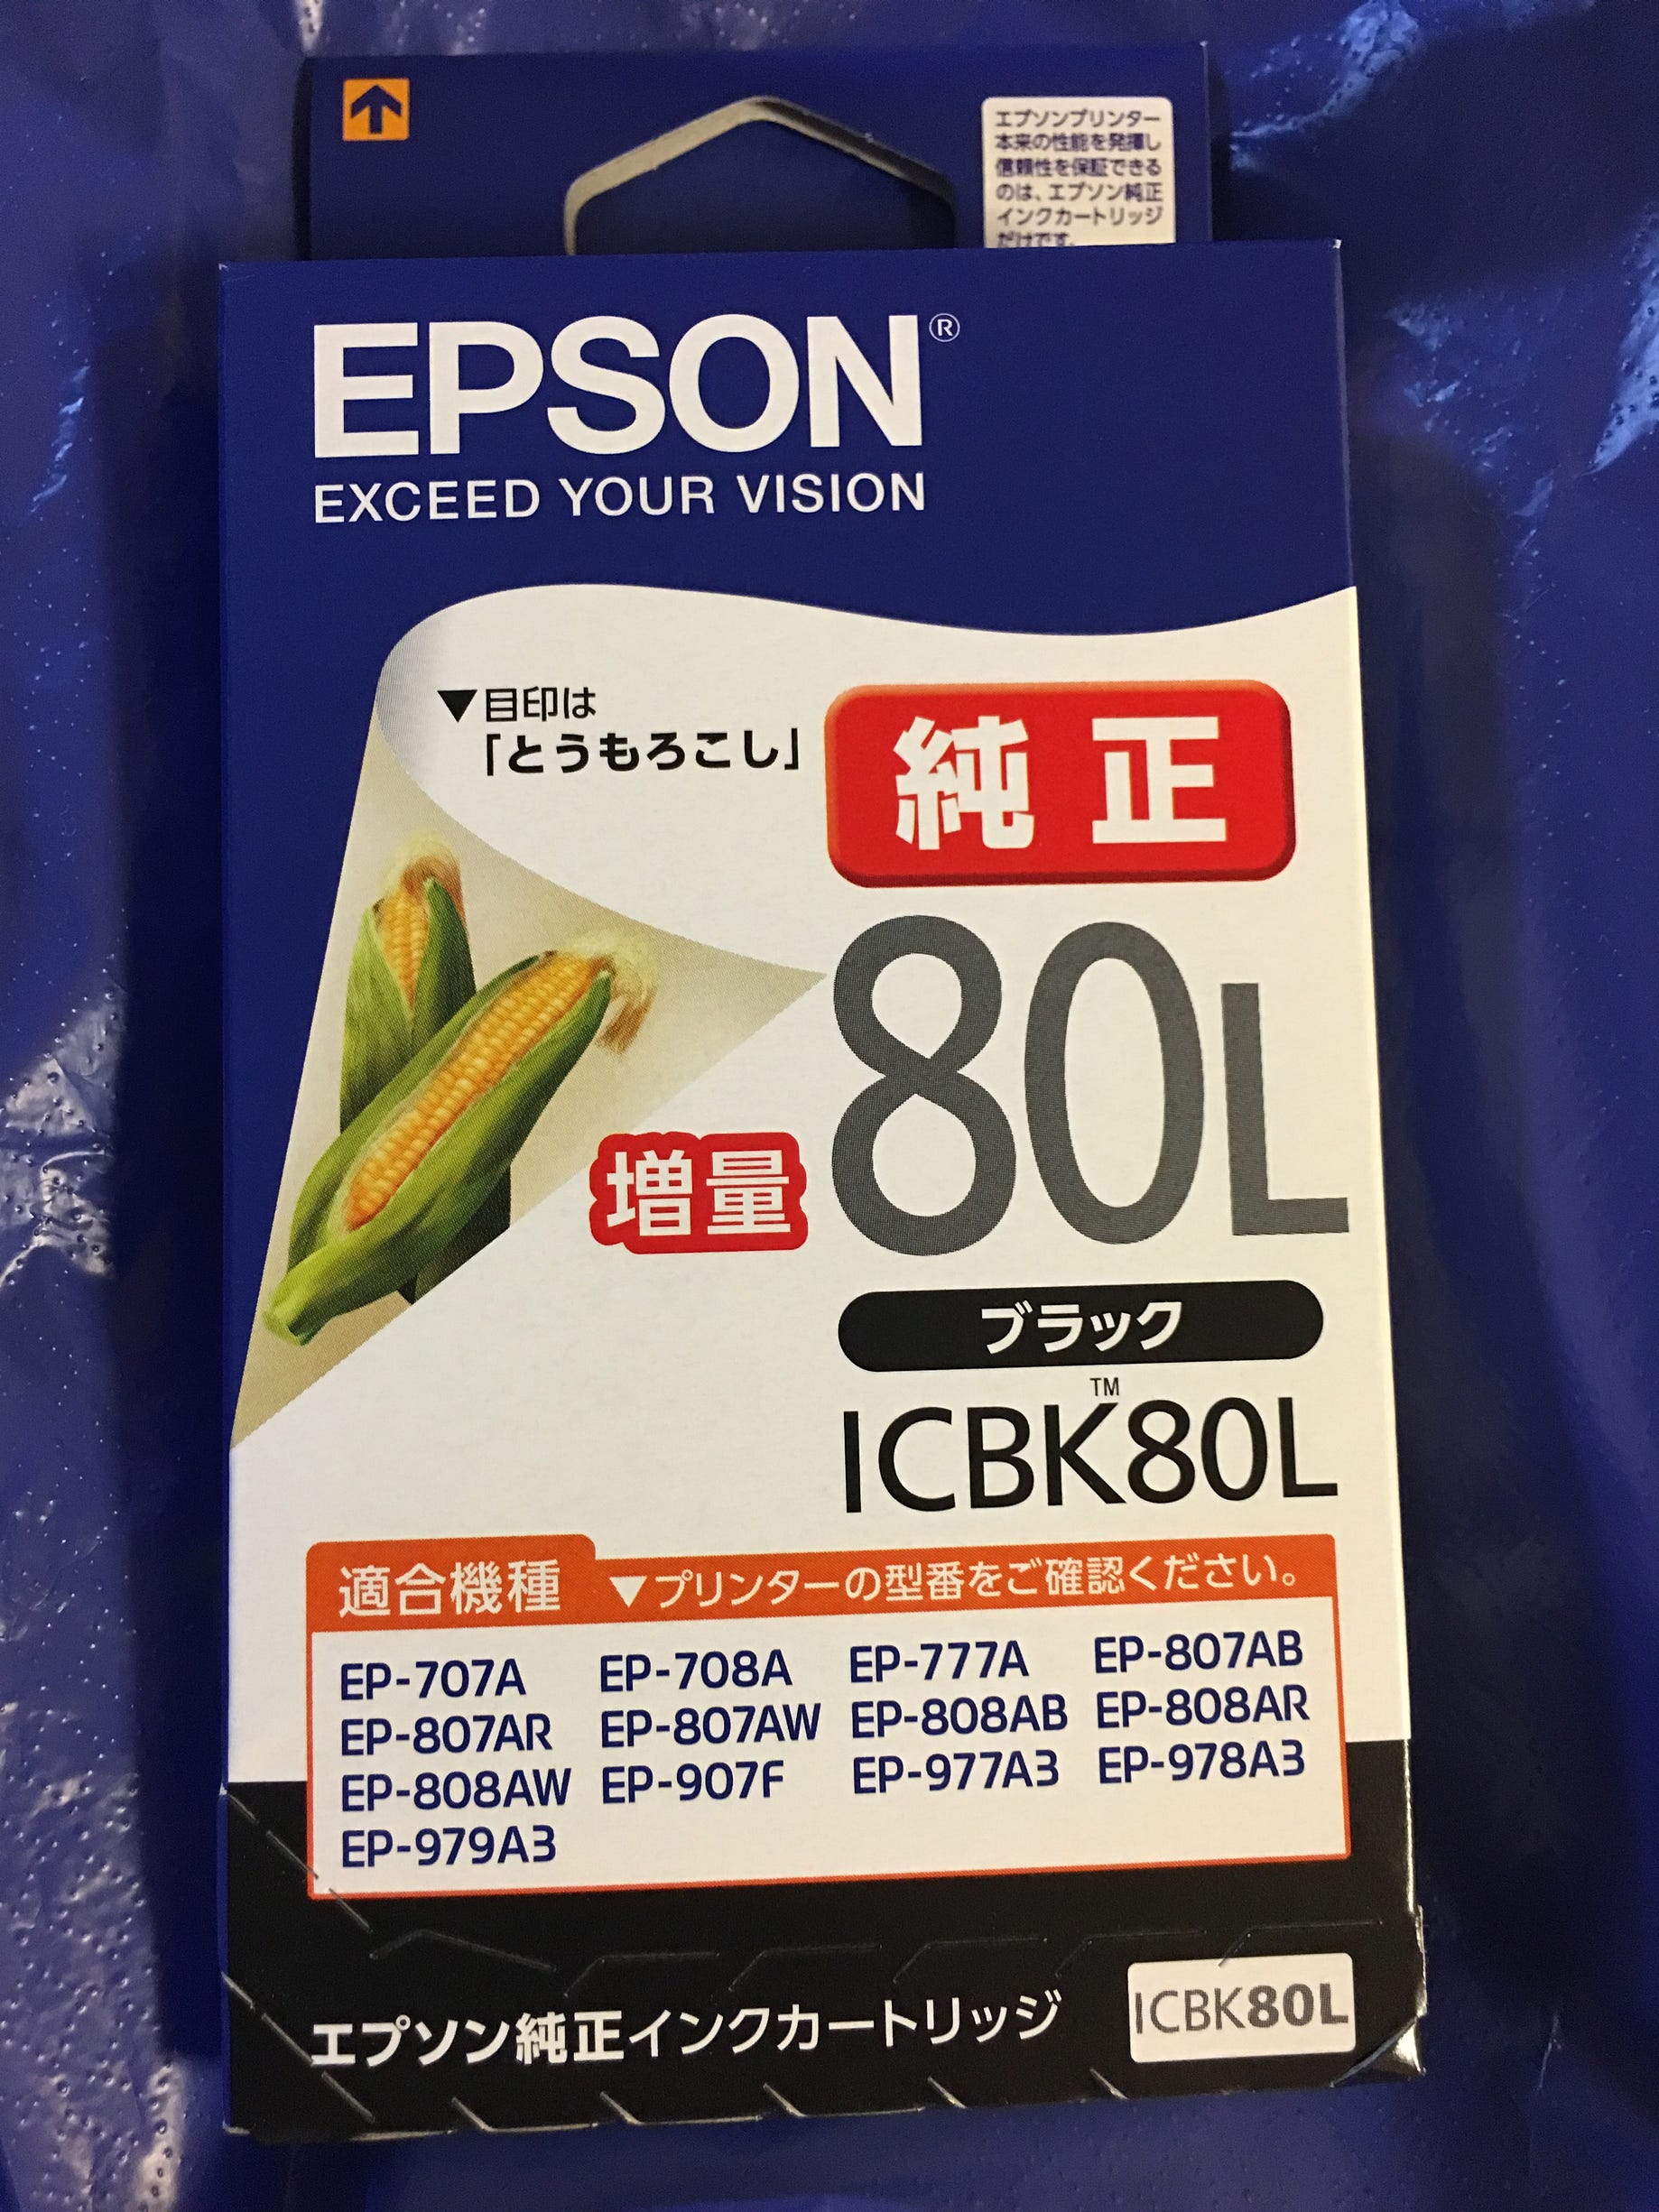 エプソンプリンター
本来の性能を発揮し
信頼性を保証できる
のは、エプソン純正
インクカートリッジ
だけです。
EPSON®
EXCEED YOUR VISION
▼目印は
「とうもろこし」
純正
80L
増量
ブラック
ICBK™80L
適合機種 ▼プリンターの型番をご確認ください。
EP-707A EP-708A EP-777A EP-807AB
EP-807AR EP-807AW EP-808AB EP-808AR
EP-808AW EP-907F EP-977A3 EP-978A3
EP-979A3
エプソン純正インクカートリッジ ICBK80L